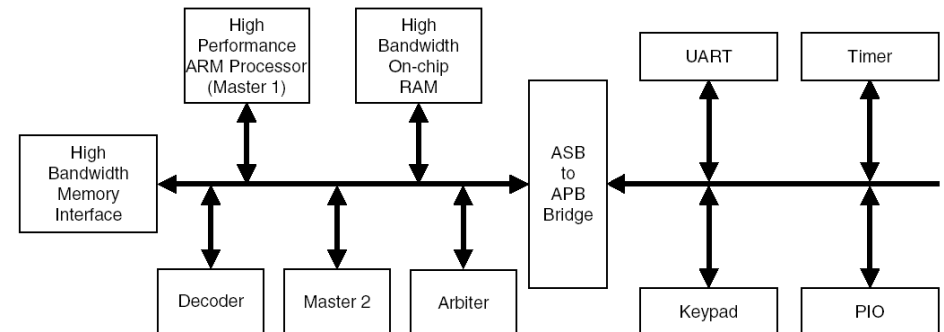 High
Performance
ARM Processor
(Master 1)
High
Bandwidth
On-chip
RAM
UART
Timer
High
Bandwidth
Memory
Interface
ASB
to
APB
Bridge
Decoder
Master 2
Arbiter
Keypad
PIO